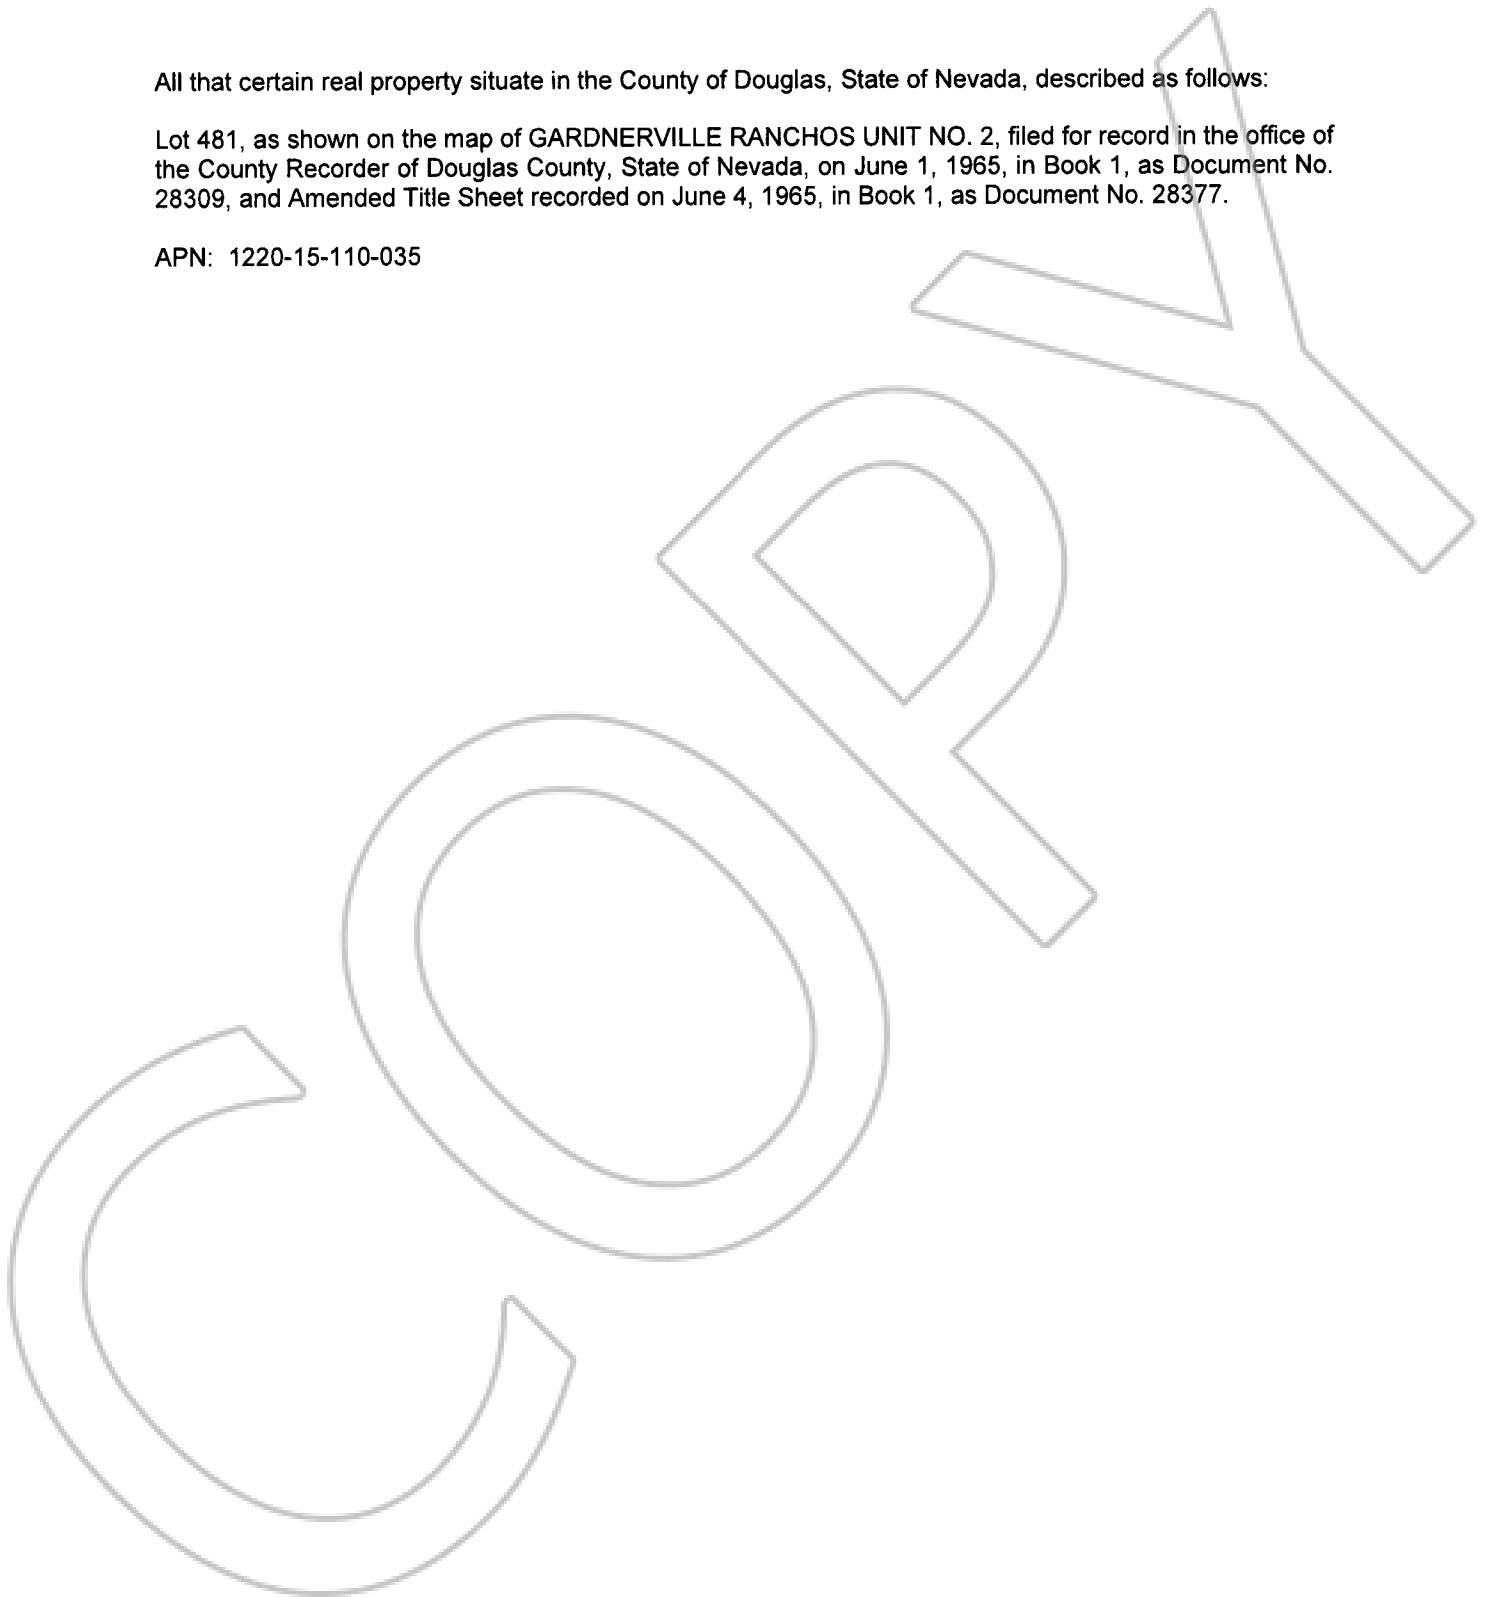 All that certain real property situate in the County of Douglas, State of Nevada, described as follows:
Lot 481, as shown on the map of GARDNERVILLE RANCHOS UNIT NO. 2, filed for record in the office of
the County Recorder of Douglas County, State of Nevada, on June 1, 1965, in Book 1, as Document No.
28309, and Amended Title Sheet recorded on June 4, 1965, in Book 1, as Document No. 28377.
APN: 1220-15-110-035
COPY